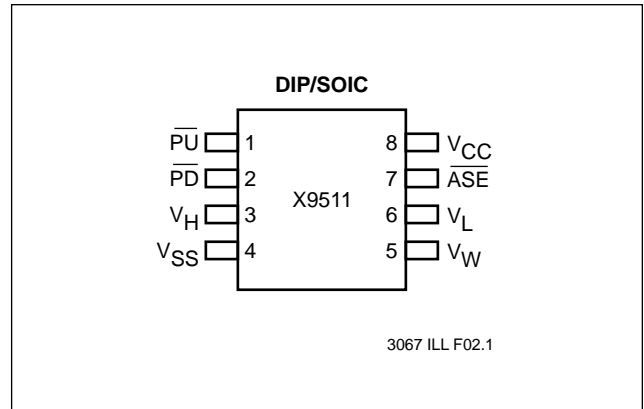 DIP/SOIC
PU 1 8 VCC
PD 2 7 ASE
X9511
VH 3 6 VL
VSS 4 5 VW
3067 ILL F02.1